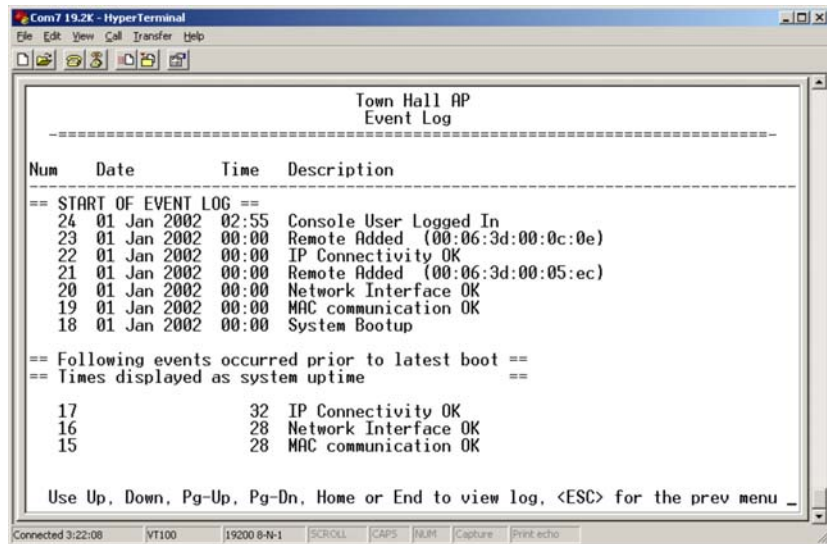 Com7 19.2K - HyperTerminal
File Edit View Call Transfer Help
Town Hall AP
Event Log
-==========================================================================-
Num Date Time Description
--------------------------------------------------------------------------------
== START OF EVENT LOG ==
24 01 Jan 2002 02:55 Console User Logged In
23 01 Jan 2002 00:00 Remote Added (00:06:3d:00:0c:0e)
22 01 Jan 2002 00:00 IP Connectivity OK
21 01 Jan 2002 00:00 Remote Added (00:06:3d:00:05:ec)
20 01 Jan 2002 00:00 Network Interface OK
19 01 Jan 2002 00:00 MAC communication OK
18 01 Jan 2002 00:00 System Bootup
== Following events occurred prior to latest boot ==
== Times displayed as system uptime ==
17 32 IP Connectivity OK
16 28 Network Interface OK
15 28 MAC communication OK
Use Up, Down, Pg-Up, Pg-Dn, Home or End to view log, <ESC> for the prev menu _
Connected 3:22:08 VT100 19200 8-N-1 SCROLL CAPS NUM Capture Print echo